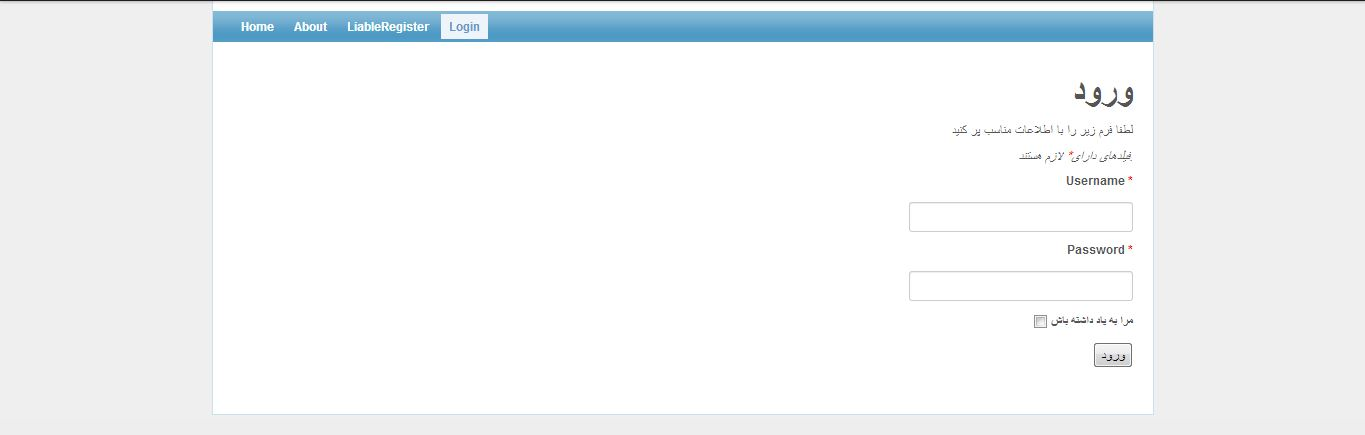 Home About LiableRegister Login
ورود
لطفا فرم زیر را با اطلاعات مناسب پر کنید
فیلدهای دارای* لازم هستند.
Username *
Password *
مرا به یاد داشته باش
ورود